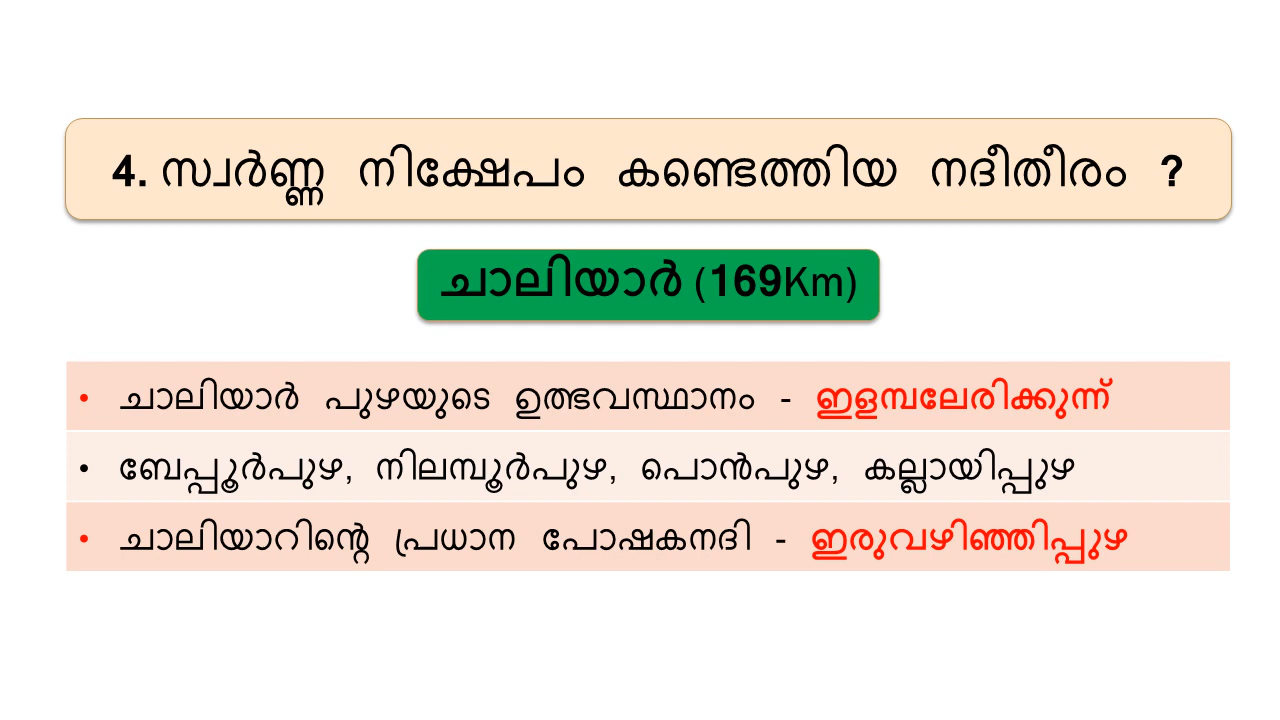 4. സ്വർണ്ണ നിക്ഷേപം കണ്ടെത്തിയ നദീതീരം ?
ചാലിയാർ (169Km)
• ചാലിയാർ പുഴയുടെ ഉത്ഭവസ്ഥാനം - ഇളമ്പലേരിക്കുന്ന്
• ബേപ്പൂർപുഴ, നിലമ്പൂർപുഴ, പൊൻപുഴ, കല്ലായിപ്പുഴ
• ചാലിയാറിന്റെ പ്രധാന പോഷകനദി - ഇരുവഴിഞ്ഞിപ്പുഴ